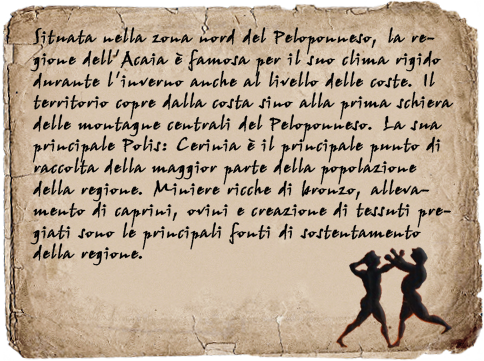 Situata nella zona nord del Peloponneso, la re-
gione dell'Acaia è famosa per il suo clima rigido
durante l'inverno anche al livello delle coste. Il
territorio copre dalla costa sino alla prima schiera
delle montagne centrali del Peloponneso. La sua
principale Polis: Cerinia è il principale punto di
raccolta della maggior parte della popolazione
della regione. Miniere ricche di bronzo, alleva-
mento di caprini, ovini e creazione di tessuti pre-
giati sono le principali fonti di sostentamento
della regione.